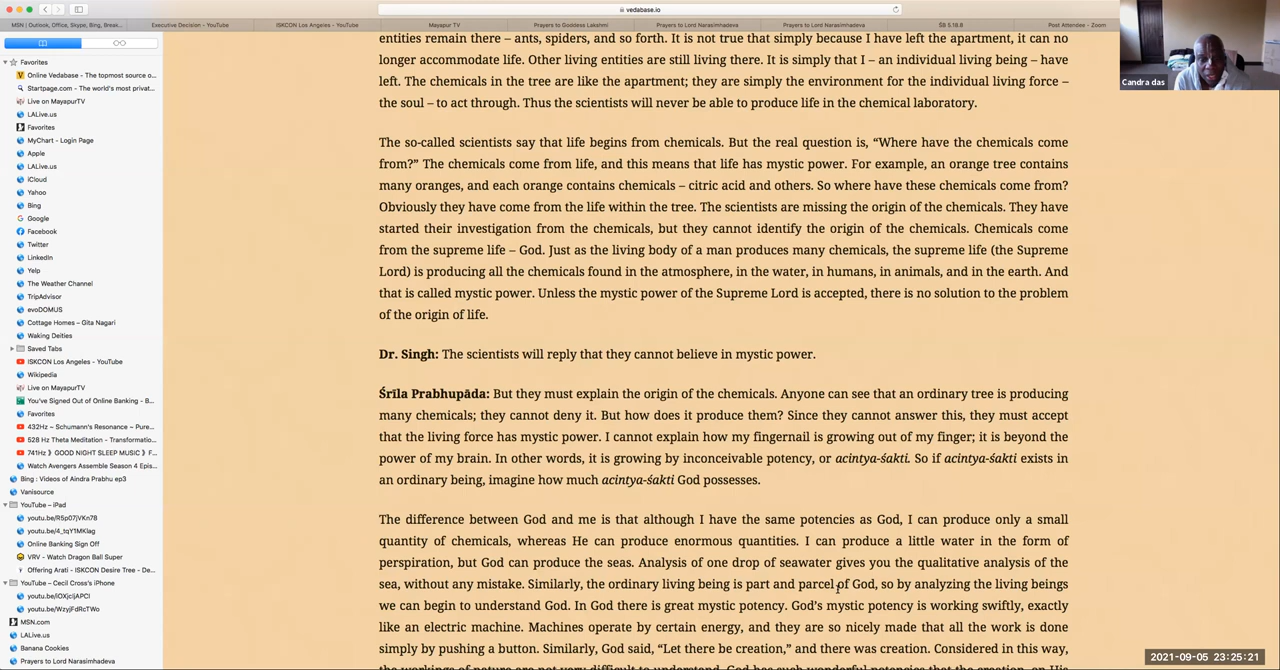 vedabase.io
MSN | Outlook, Office, Skype, Bing, Break...
Executive Decision - YouTube
ISKCON Los Angeles - YouTube
Mayapur TV
Prayers to Goddess Lakshmi
Prayers to Lord Narasimhadeva
Prayers to Lord Narasimhadeva
ŚB 5.18.8
Post Attendee - Zoom
Favorites
Online Vedabase - The topmost source o...
Startpage.com - The world's most privat...
Live on MayapurTV
LALive.us
Favorites
MyChart - Login Page
Apple
LALive.us
iCloud
Yahoo
Bing
Google
Facebook
Twitter
LinkedIn
Yelp
The Weather Channel
TripAdvisor
evoDOMUS
Cottage Homes – Gita Nagari
Waking Deities
Saved Tabs
ISKCON Los Angeles - YouTube
Wikipedia
Live on MayapurTV
You've Signed Out of Online Banking - B...
Favorites
432Hz ~ Schumann's Resonance ~ Pure...
528 Hz Theta Meditation - Transformatio...
741Hz 》GOOD NIGHT SLEEP MUSIC 》F...
Watch Avengers Assemble Season 4 Epis...
Bing : Videos of Aindra Prabhu ep3
Vanisource
YouTube – iPad
youtu.be/R5p07jVKn78
youtu.be/4_tqY1MKlag
Online Banking Sign Off
VRV - Watch Dragon Ball Super
Offering Arati - ISKCON Desire Tree - De...
YouTube – Cecil Cross's iPhone
youtu.be/iOXjcijAPCI
youtu.be/WzyjFdRcTWo
MSN.com
LALive.us
Banana Cookies
Prayers to Lord Narasimhadeva
entities remain there – ants, spiders, and so forth. It is not true that simply because I have left the apartment, it can no
longer accommodate life. Other living entities are still living there. It is simply that I – an individual living being – have
left. The chemicals in the tree are like the apartment; they are simply the environment for the individual living force –
the soul – to act through. Thus the scientists will never be able to produce life in the chemical laboratory.
The so-called scientists say that life begins from chemicals. But the real question is, “Where have the chemicals come
from?” The chemicals come from life, and this means that life has mystic power. For example, an orange tree contains
many oranges, and each orange contains chemicals – citric acid and others. So where have these chemicals come from?
Obviously they have come from the life within the tree. The scientists are missing the origin of the chemicals. They have
started their investigation from the chemicals, but they cannot identify the origin of the chemicals. Chemicals come
from the supreme life – God. Just as the living body of a man produces many chemicals, the supreme life (the Supreme
Lord) is producing all the chemicals found in the atmosphere, in the water, in humans, in animals, and in the earth. And
that is called mystic power. Unless the mystic power of the Supreme Lord is accepted, there is no solution to the problem
of the origin of life.
Dr. Singh: The scientists will reply that they cannot believe in mystic power.
Śrīla Prabhupāda: But they must explain the origin of the chemicals. Anyone can see that an ordinary tree is producing
many chemicals; they cannot deny it. But how does it produce them? Since they cannot answer this, they must accept
that the living force has mystic power. I cannot explain how my fingernail is growing out of my finger; it is beyond the
power of my brain. In other words, it is growing by inconceivable potency, or acintya-śakti. So if acintya-śakti exists in
an ordinary being, imagine how much acintya-śakti God possesses.
The difference between God and me is that although I have the same potencies as God, I can produce only a small
quantity of chemicals, whereas He can produce enormous quantities. I can produce a little water in the form of
perspiration, but God can produce the seas. Analysis of one drop of seawater gives you the qualitative analysis of the
sea, without any mistake. Similarly, the ordinary living being is part and parcel of God, so by analyzing the living beings
we can begin to understand God. In God there is great mystic potency. God’s mystic potency is working swiftly, exactly
like an electric machine. Machines operate by certain energy, and they are so nicely made that all the work is done
simply by pushing a button. Similarly, God said, “Let there be creation,” and there was creation. Considered in this way,
the workings of nature are not very difficult to understand. God has such wonderful potencies that the creation, on His
Candra das
2021-09-05 23:25:21